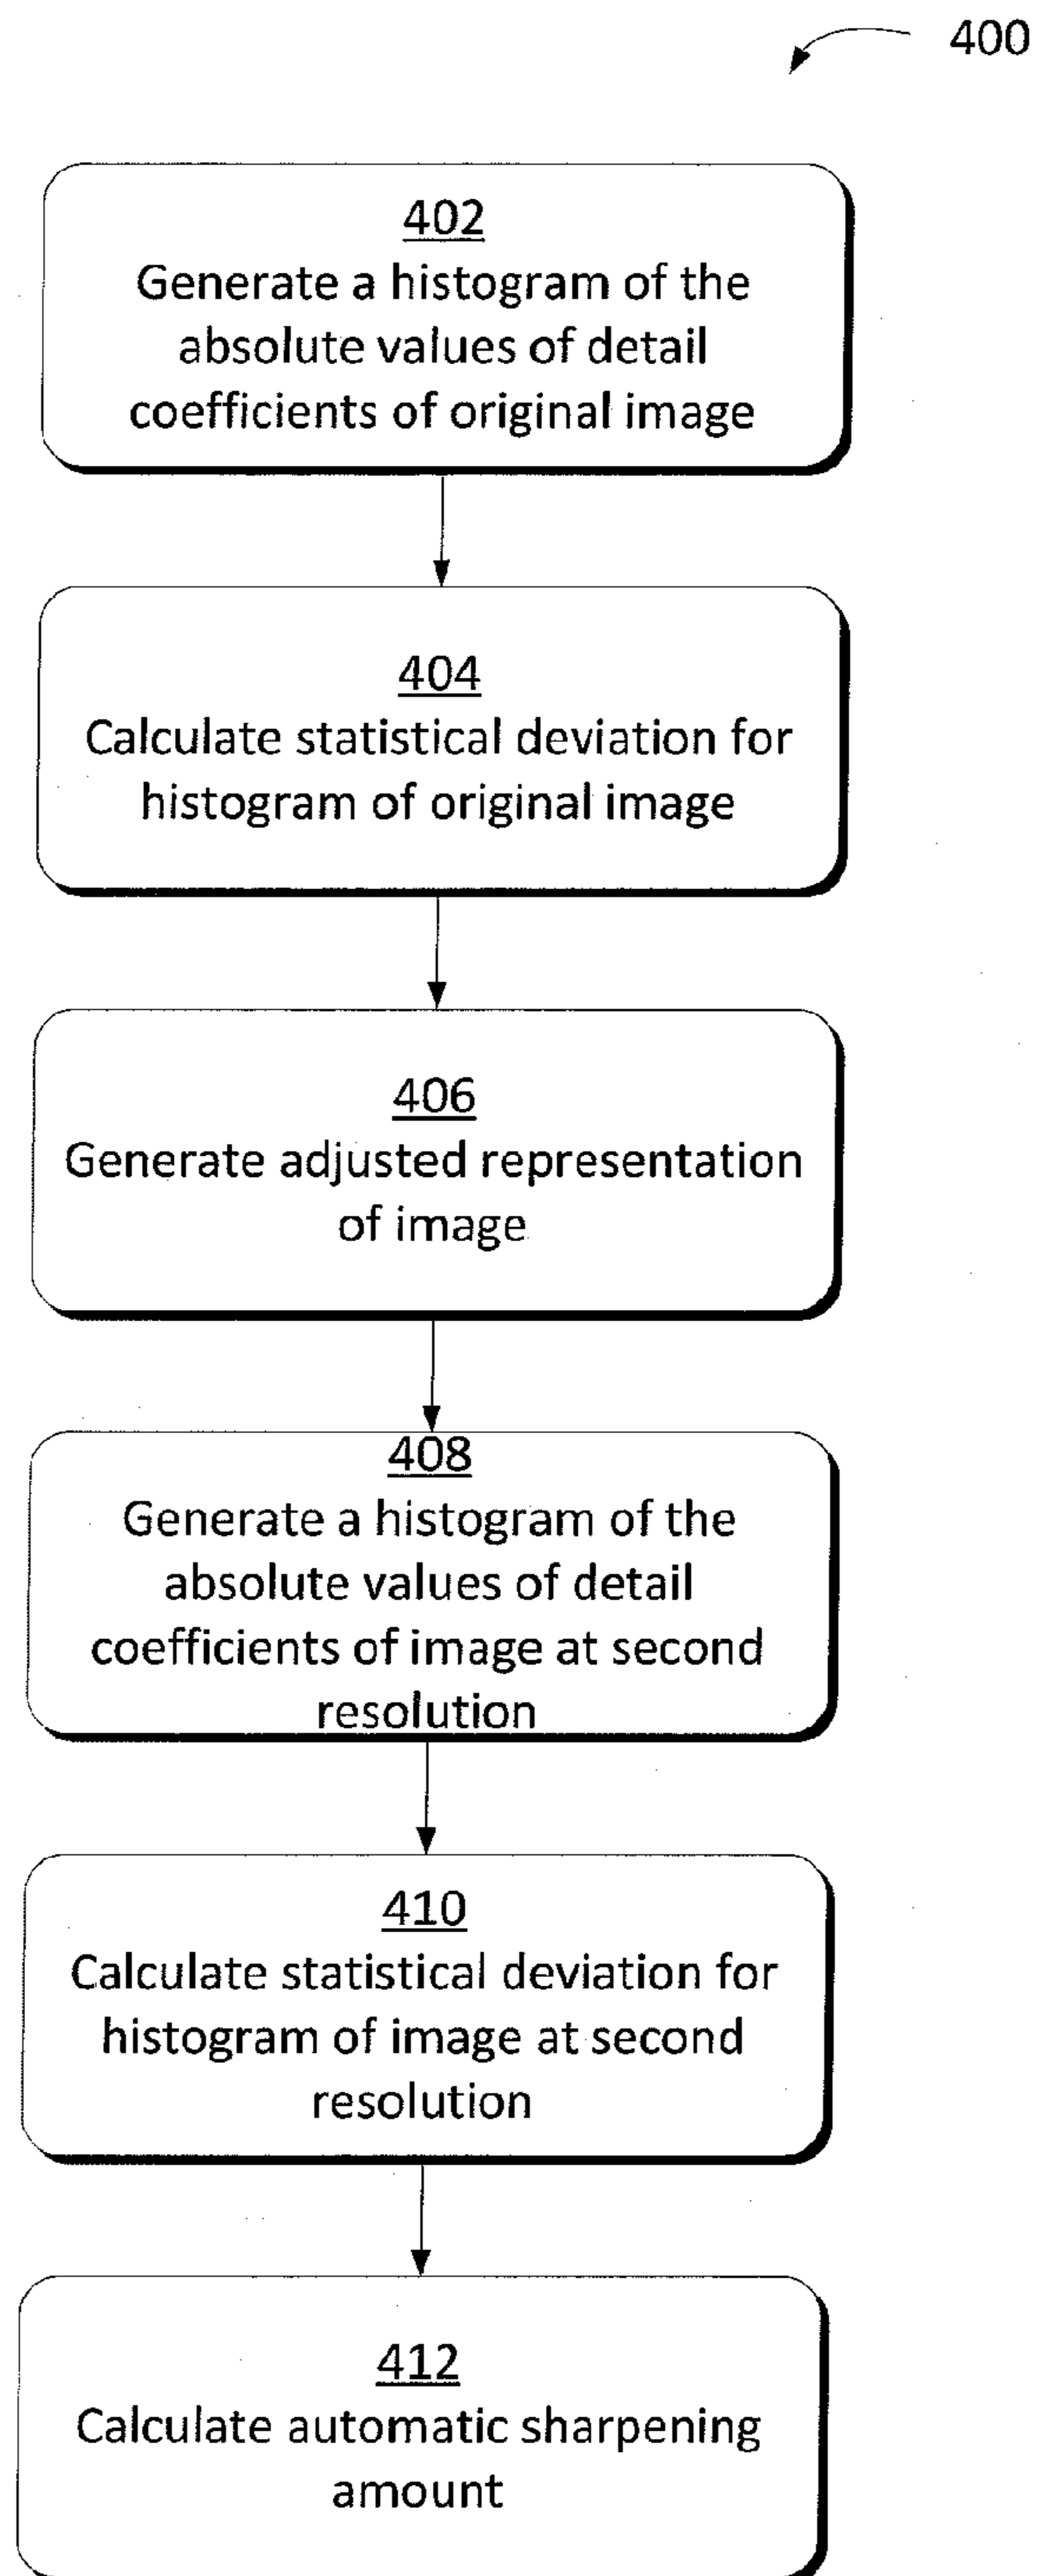 400
402
Generate a histogram of the
absolute values of detail
coefficients of original image
404
Calculate statistical deviation for
histogram of original image
406
Generate adjusted representation
of image
408
Generate a histogram of the
absolute values of detail
coefficients of image at second
resolution
410
Calculate statistical deviation for
histogram of image at second
resolution
412
Calculate automatic sharpening
amount